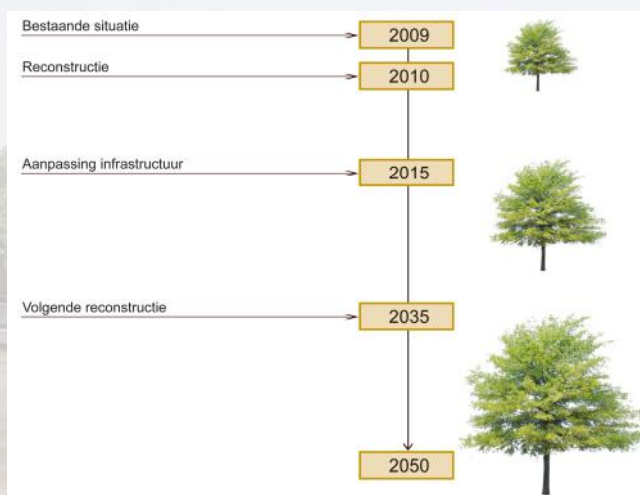 Bestaande situatie
2009
Reconstructie
2010
Aanpassing infrastructuur
2015
Volgende reconstructie
2035
2050